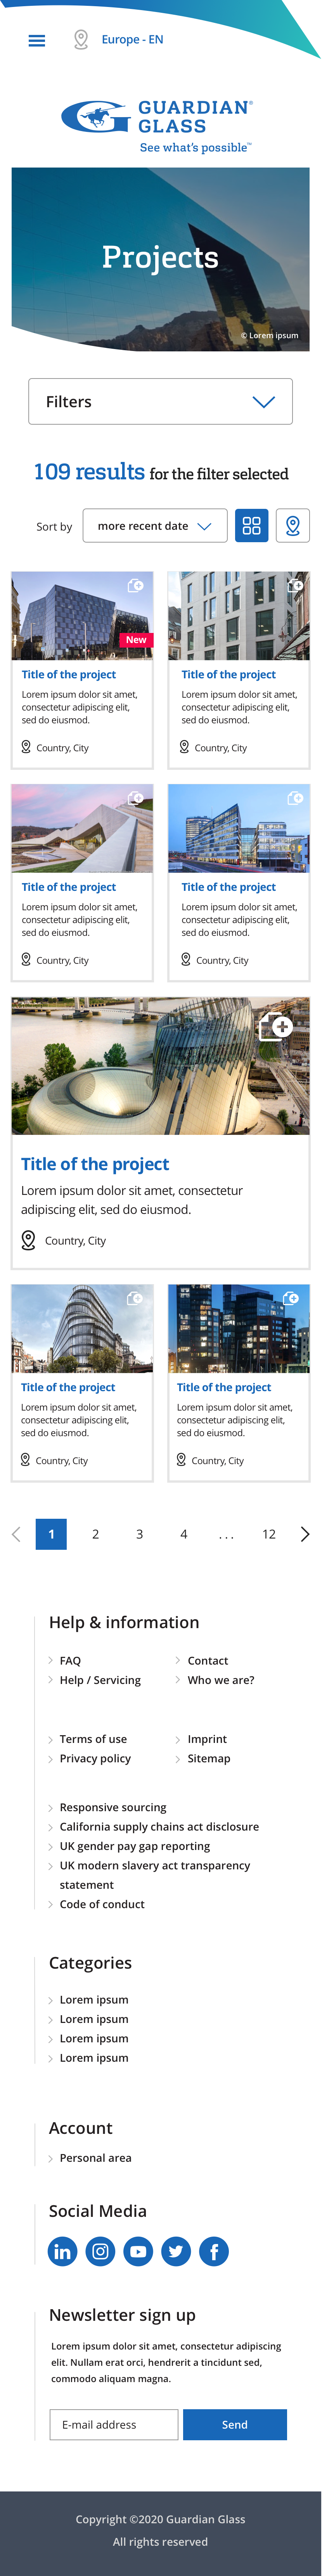 Europe - EN
GUARDIAN®
GLASS
See what's possible™
Projects
© Lorem ipsum
Filters
109 results for the filter selected
Sort by
more recent date
New
Title of the project
Lorem ipsum dolor sit amet,
consectetur adipiscing elit,
sed do eiusmod.
Country, City
Title of the project
Lorem ipsum dolor sit amet,
consectetur adipiscing elit,
sed do eiusmod.
Country, City
Title of the project
Lorem ipsum dolor sit amet,
consectetur adipiscing elit,
sed do eiusmod.
Country, City
Title of the project
Lorem ipsum dolor sit amet,
consectetur adipiscing elit,
sed do eiusmod.
Country, City
Title of the project
Lorem ipsum dolor sit amet, consectetur
adipiscing elit, sed do eiusmod.
Country, City
Title of the project
Lorem ipsum dolor sit amet,
consectetur adipiscing elit,
sed do eiusmod.
Country, City
Title of the project
Lorem ipsum dolor sit amet,
consectetur adipiscing elit,
sed do eiusmod.
Country, City
1 2 3 4 ... 12
Help & information
FAQ
Help / Servicing
Contact
Who we are?
Terms of use
Privacy policy
Imprint
Sitemap
Responsive sourcing
California supply chains act disclosure
UK gender pay gap reporting
UK modern slavery act transparency
statement
Code of conduct
Categories
Lorem ipsum
Lorem ipsum
Lorem ipsum
Lorem ipsum
Account
Personal area
Social Media
Newsletter sign up
Lorem ipsum dolor sit amet, consectetur adipiscing
elit. Nullam erat orci, hendrerit a tincidunt sed,
commodo aliquam magna.
E-mail address
Send
Copyright ©2020 Guardian Glass
All rights reserved